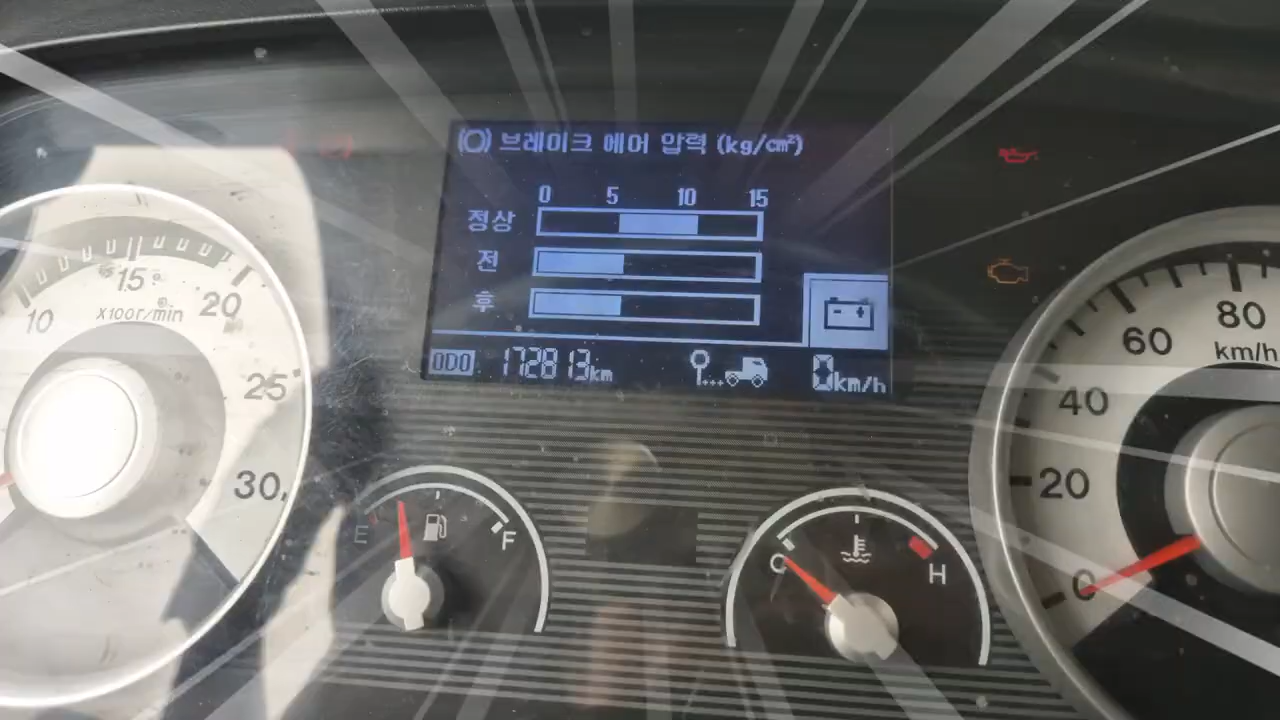 브레이크 에어 압력 (kg/cm²)
0 5 10 15
정상
전
후
ODO 172813km 0km/h
10 15 20 25 30
X100r/min
E F
C H
0 20 40 60 80
km/h